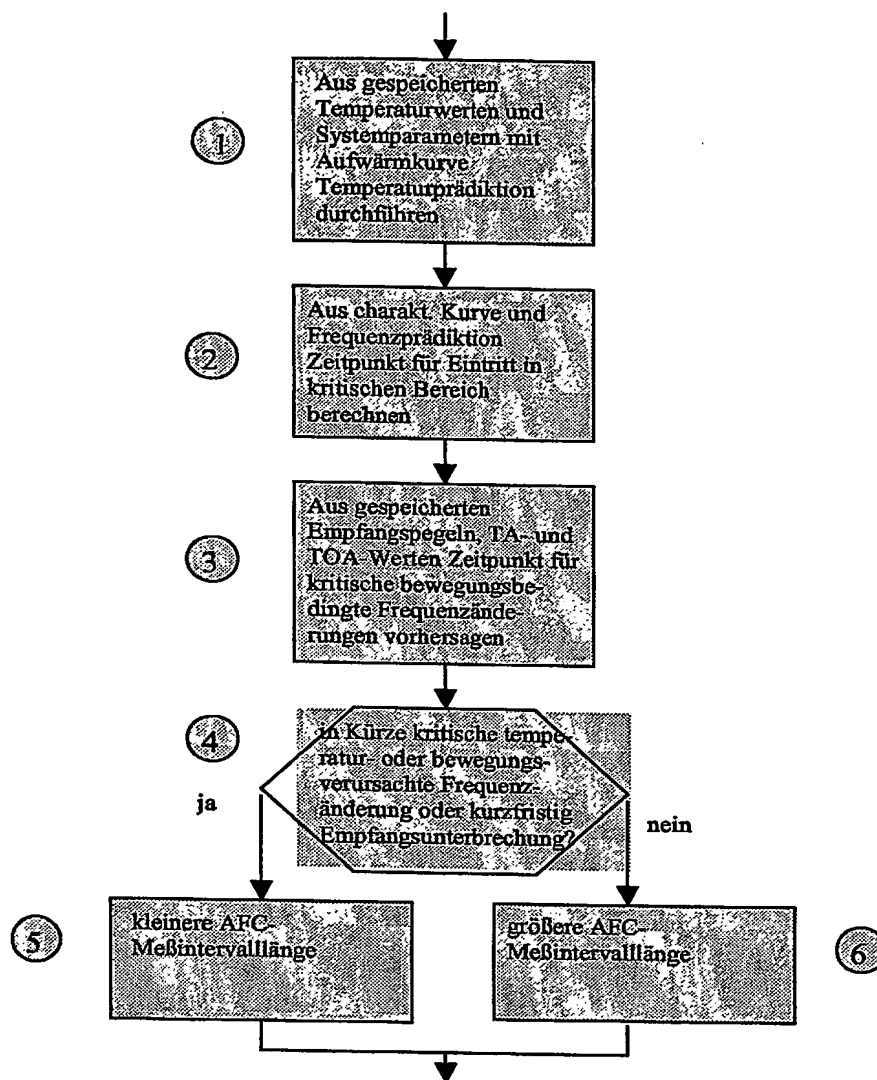 1
Aus gespeicherten
Temperaturwerten und
Systemparametern mit
Aufwärmkurve
Temperaturprädiktion
durchführen
2
Aus charakt. Kurve und
Frequenzprädiktion
Zeitpunkt für Eintritt in
kritischen Bereich
berechnen
3
Aus gespeicherten
Empfangspegeln, TA- und
TOA-Werten Zeitpunkt für
kritische bewegungsbe-
dingte Frequenzände-
rungen vorhersagen
4
in Kürze kritische tempe-
ratur- oder bewegungs-
verursachte Frequenz-
änderung oder kurzfristig
Empfangsunterbrechung?
ja
nein
5
kleinere AFC-
Meßintervalllänge
größere AFC-
Meßintervalllänge
6